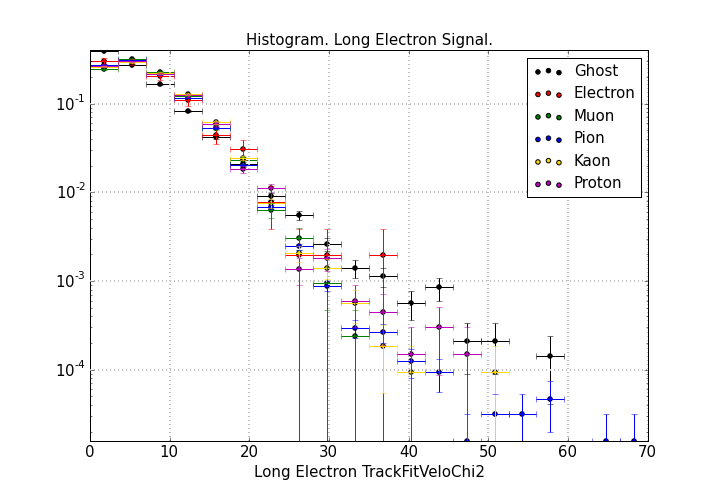 Histogram. Long Electron Signal.
Ghost
Electron
Muon
Pion
Kaon
Proton
10^-1
10^-2
10^-3
10^-4
0 10 20 30 40 50 60 70
Long Electron TrackFitVeloChi2